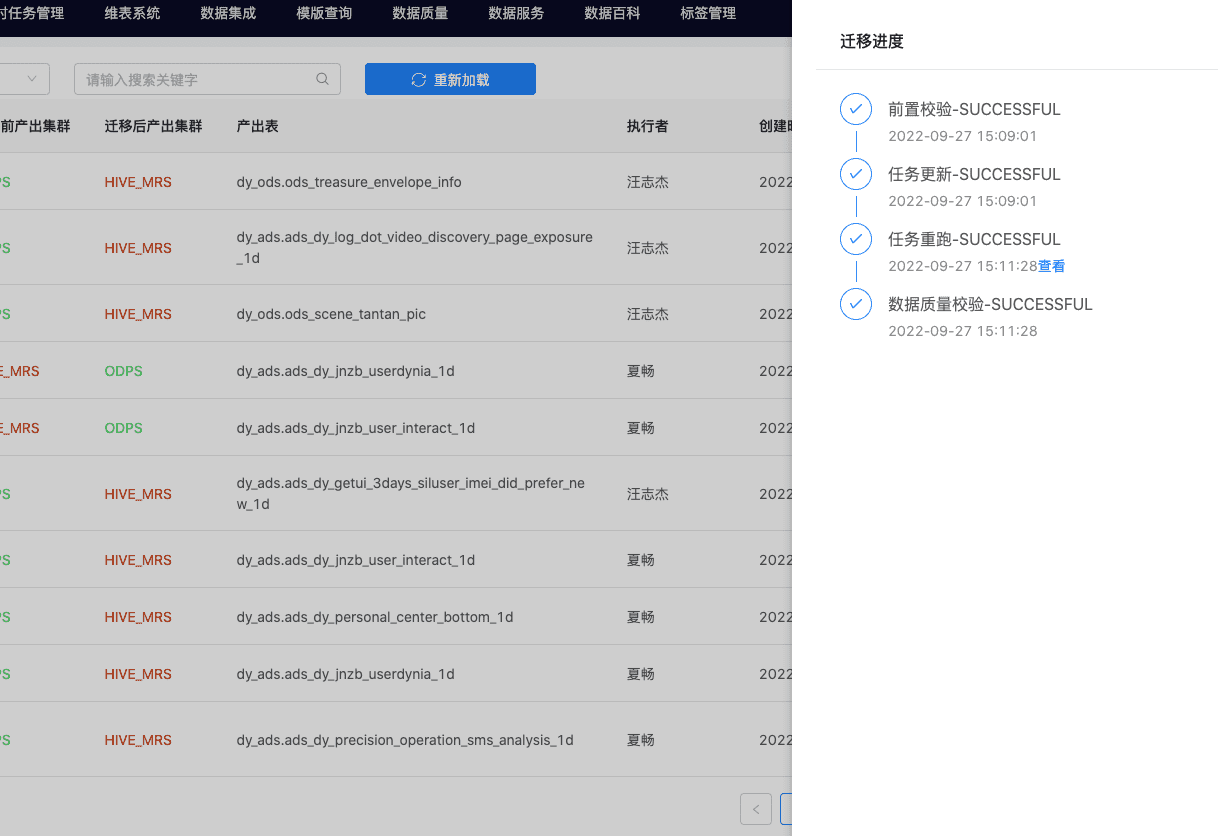 时任务管理 维表系统 数据集成 模版查询 数据质量 数据服务 数据百科 标签管理
请输入搜索关键字 重新加载
前产出集群 迁移后产出集群 产出表 执行者 创建时
PS HIVE_MRS dy_ods.ods_treasure_envelope_info 汪志杰 2022
PS HIVE_MRS dy_ads.ads_dy_log_dot_video_discovery_page_exposure
_1d 汪志杰 2022
PS HIVE_MRS dy_ods.ods_scene_tantan_pic 汪志杰 2022
E_MRS ODPS dy_ads.ads_dy_jnzb_userdynia_1d 夏畅 2022
E_MRS ODPS dy_ads.ads_dy_jnzb_user_interact_1d 夏畅 2022
PS HIVE_MRS dy_ads.ads_dy_getui_3days_siluser_imei_did_prefer_ne
w_1d 汪志杰 2022
PS HIVE_MRS dy_ads.ads_dy_jnzb_user_interact_1d 夏畅 2022
PS HIVE_MRS dy_ads.ads_dy_personal_center_bottom_1d 夏畅 2022
PS HIVE_MRS dy_ads.ads_dy_jnzb_userdynia_1d 夏畅 2022
PS HIVE_MRS dy_ads.ads_dy_precision_operation_sms_analysis_1d 夏畅 2022
迁移进度
前置校验-SUCCESSFUL
2022-09-27 15:09:01
任务更新-SUCCESSFUL
2022-09-27 15:09:01
任务重跑-SUCCESSFUL
2022-09-27 15:11:28查看
数据质量校验-SUCCESSFUL
2022-09-27 15:11:28